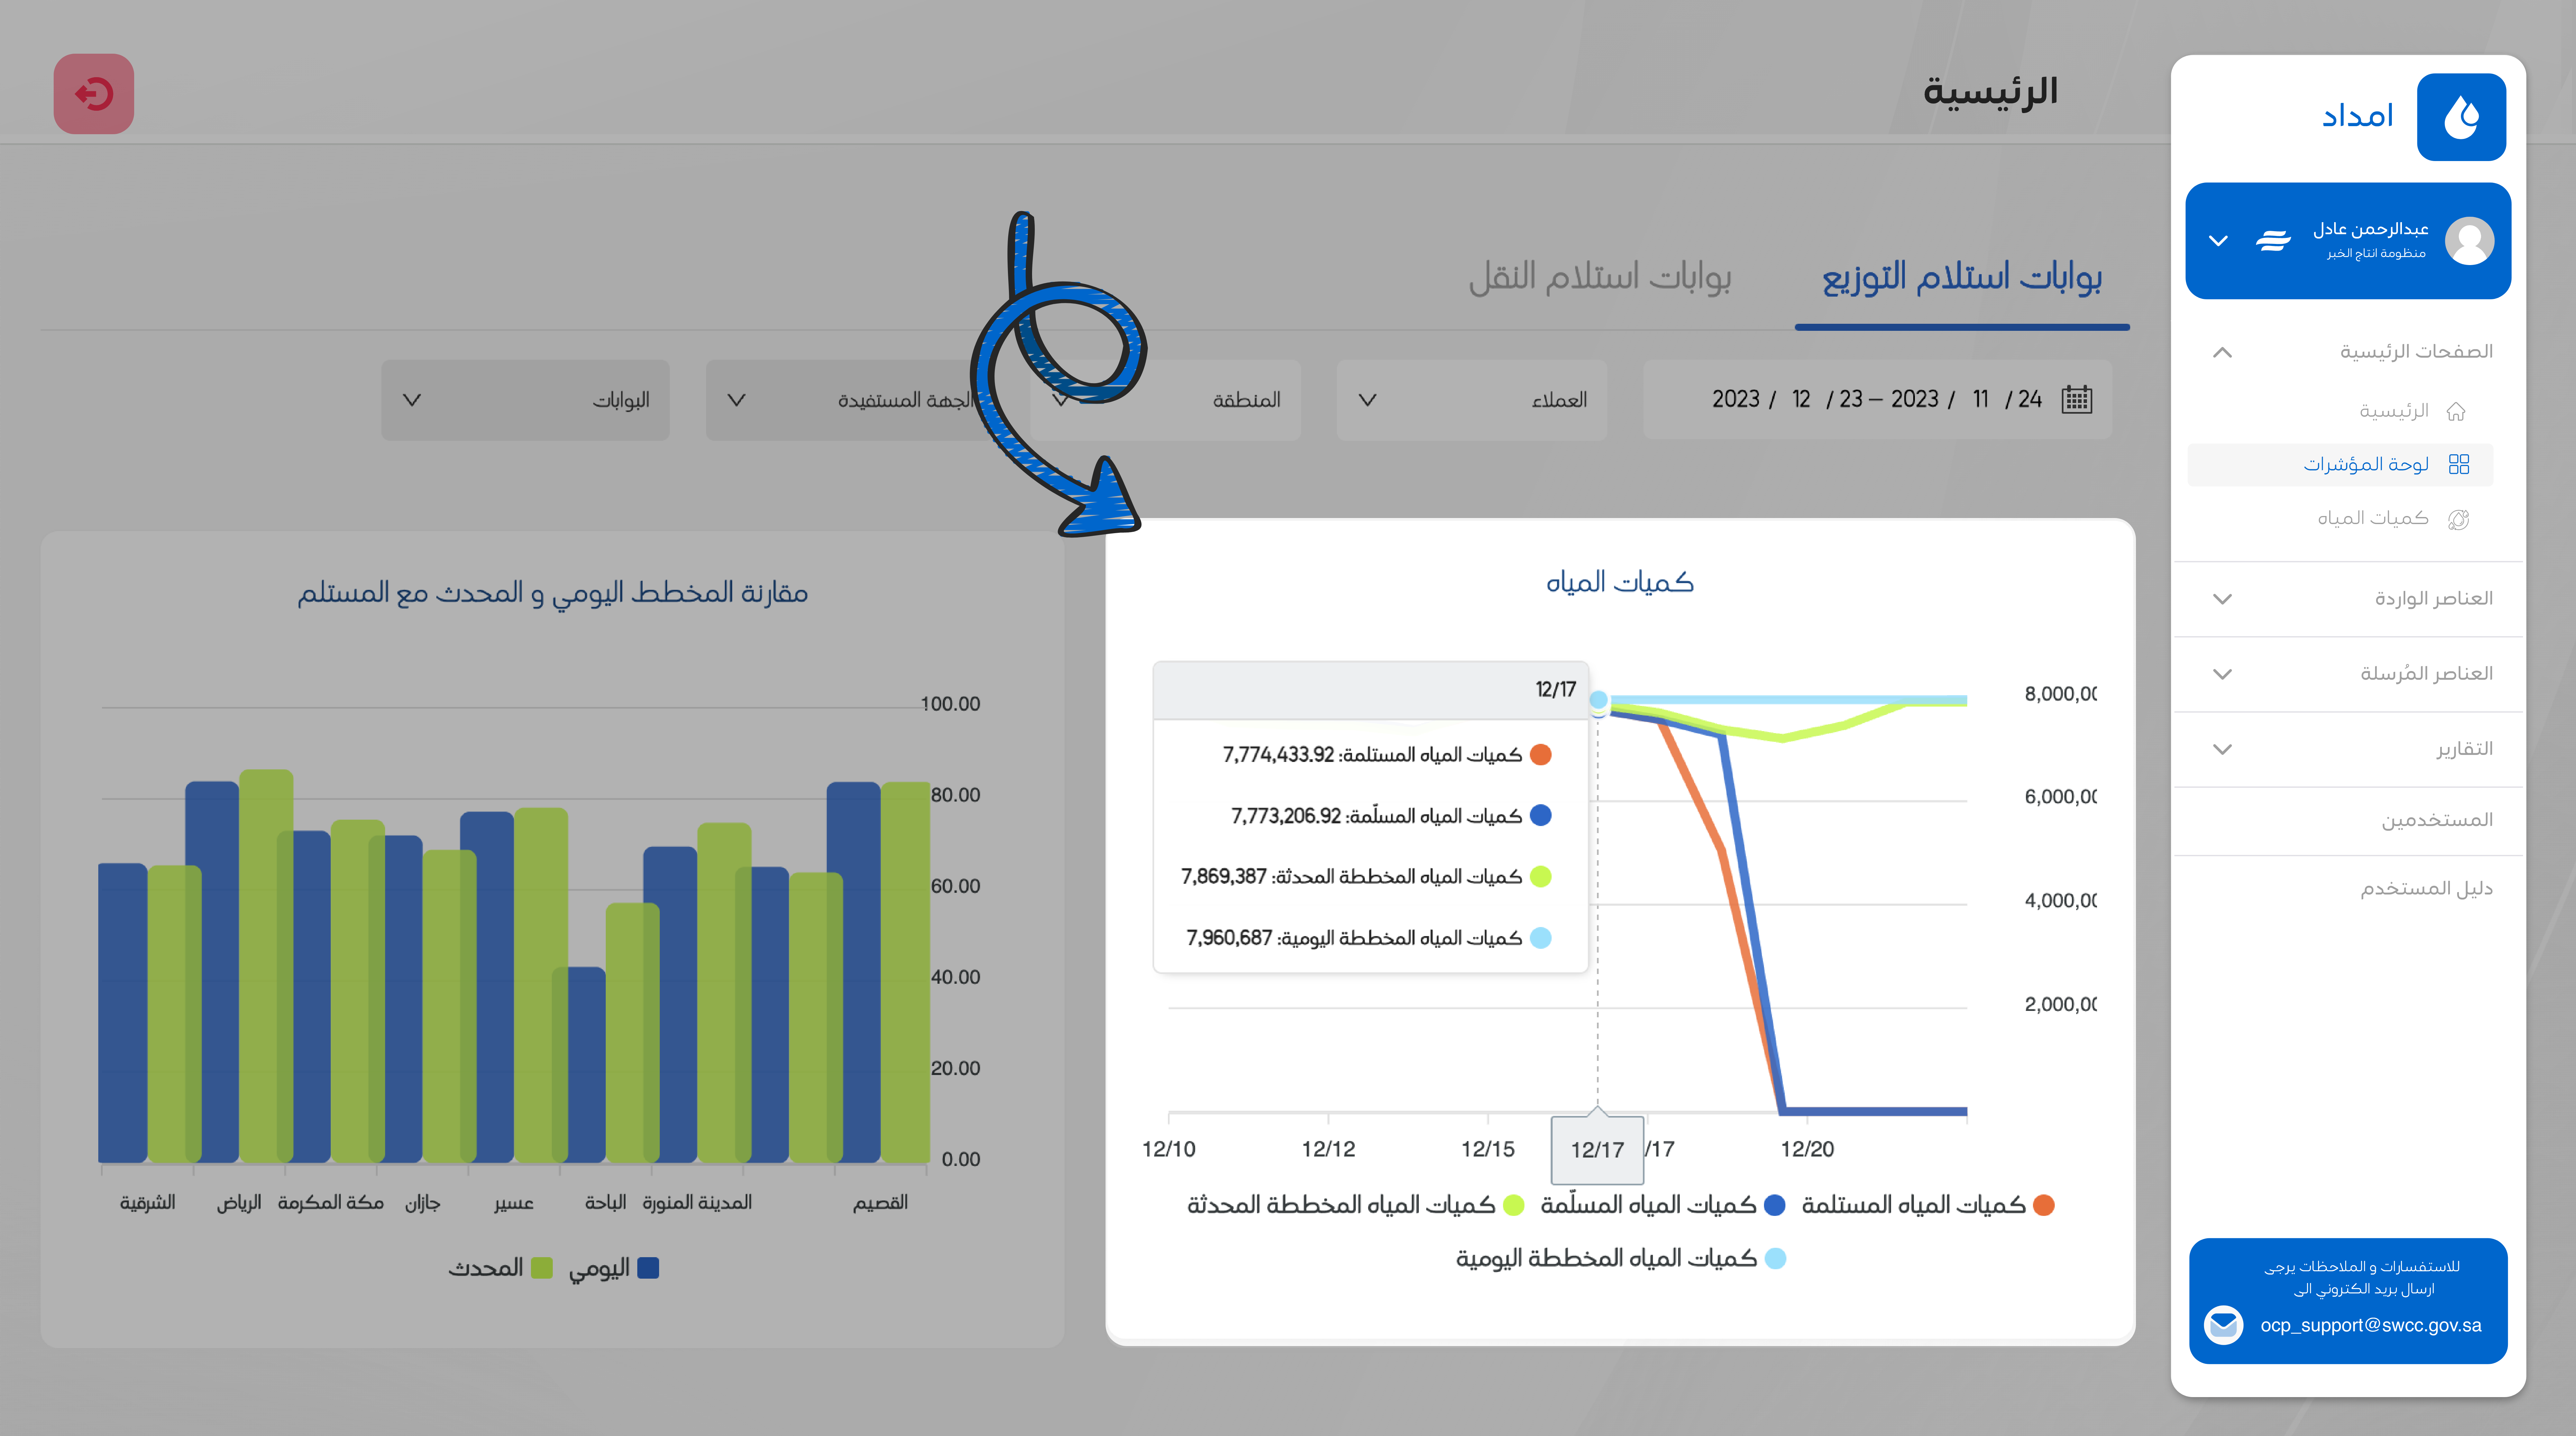 امداد
عبدالرحمن عادل
منظومة انتاج الخبر
الصفحات الرئيسية
الرئيسية
لوحة المؤشرات
كميات المياه
العناصر الواردة
العناصر المُرسلة
التقارير
المستخدمين
دليل المستخدم
للاستفسارات و الملاحظات يرجى
ارسال بريد الكتروني الى
ocp_support@swcc.gov.sa
الرئيسية
بوابات استلام التوزيع
بوابات استلام النقل
2023 / 12 / 23 – 2023 / 11 / 24
العملاء
المنطقة
الجهة المستفيدة
البوابات
كميات المياه
8,000,00
6,000,00
4,000,00
2,000,00
12/17
كميات المياه المستلمة: 7,774,433.92
كميات المياه المسلّمة: 7,773,206.92
كميات المياه المخططة المحدثة: 7,869,387
كميات المياه المخططة اليومية: 7,960,687
12/10 12/12 12/15 12/17 /17 12/20
كميات المياه المستلمة كميات المياه المسلّمة كميات المياه المخططة المحدثة
كميات المياه المخططة اليومية
مقارنة المخطط اليومي و المحدث مع المستلم
100.00
80.00
60.00
40.00
20.00
0.00
القصيم المدينة المنورة الباحة عسير جازان مكة المكرمة الرياض الشرقية
اليومي المحدث